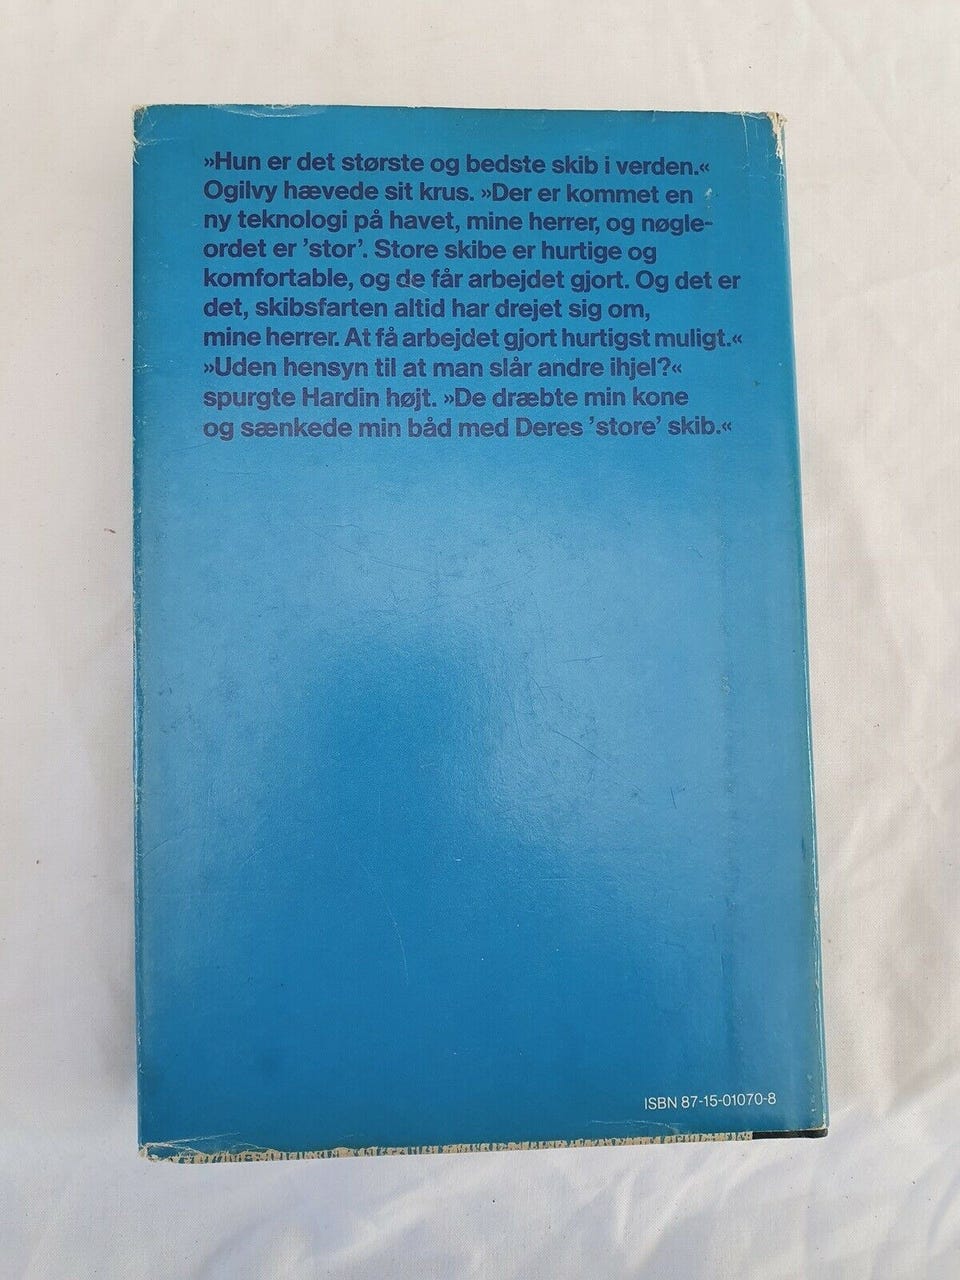 »Hun er det største og bedste skib i verden.«
Ogilvy hævede sit krus. »Der er kommet en
ny teknologi på havet, mine herrer, og nøgle-
ordet er ’stor’. Store skibe er hurtige og
komfortable, og de får arbejdet gjort. Og det er
det, skibsfarten altid har drejet sig om,
mine herrer. At få arbejdet gjort hurtigst muligt.«
»Uden hensyn til at man slår andre ihjel?«
spurgte Hardin højt. »De dræbte min kone
og sænkede min båd med Deres ’store’ skib.«
ISBN 87-15-01070-8